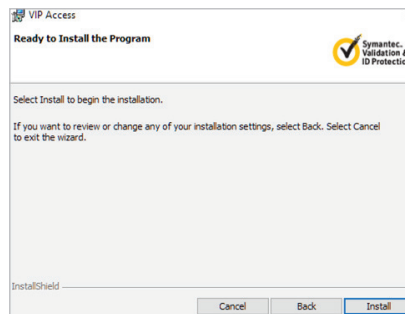 VIP Access
Ready to Install the Program
Symantec.
Validation &
ID Protectio
Select Install to begin the installation.
If you want to review or change any of your installation settings, select Back. Select Cancel
to exit the wizard.
InstallShield
Cancel
Back
Install